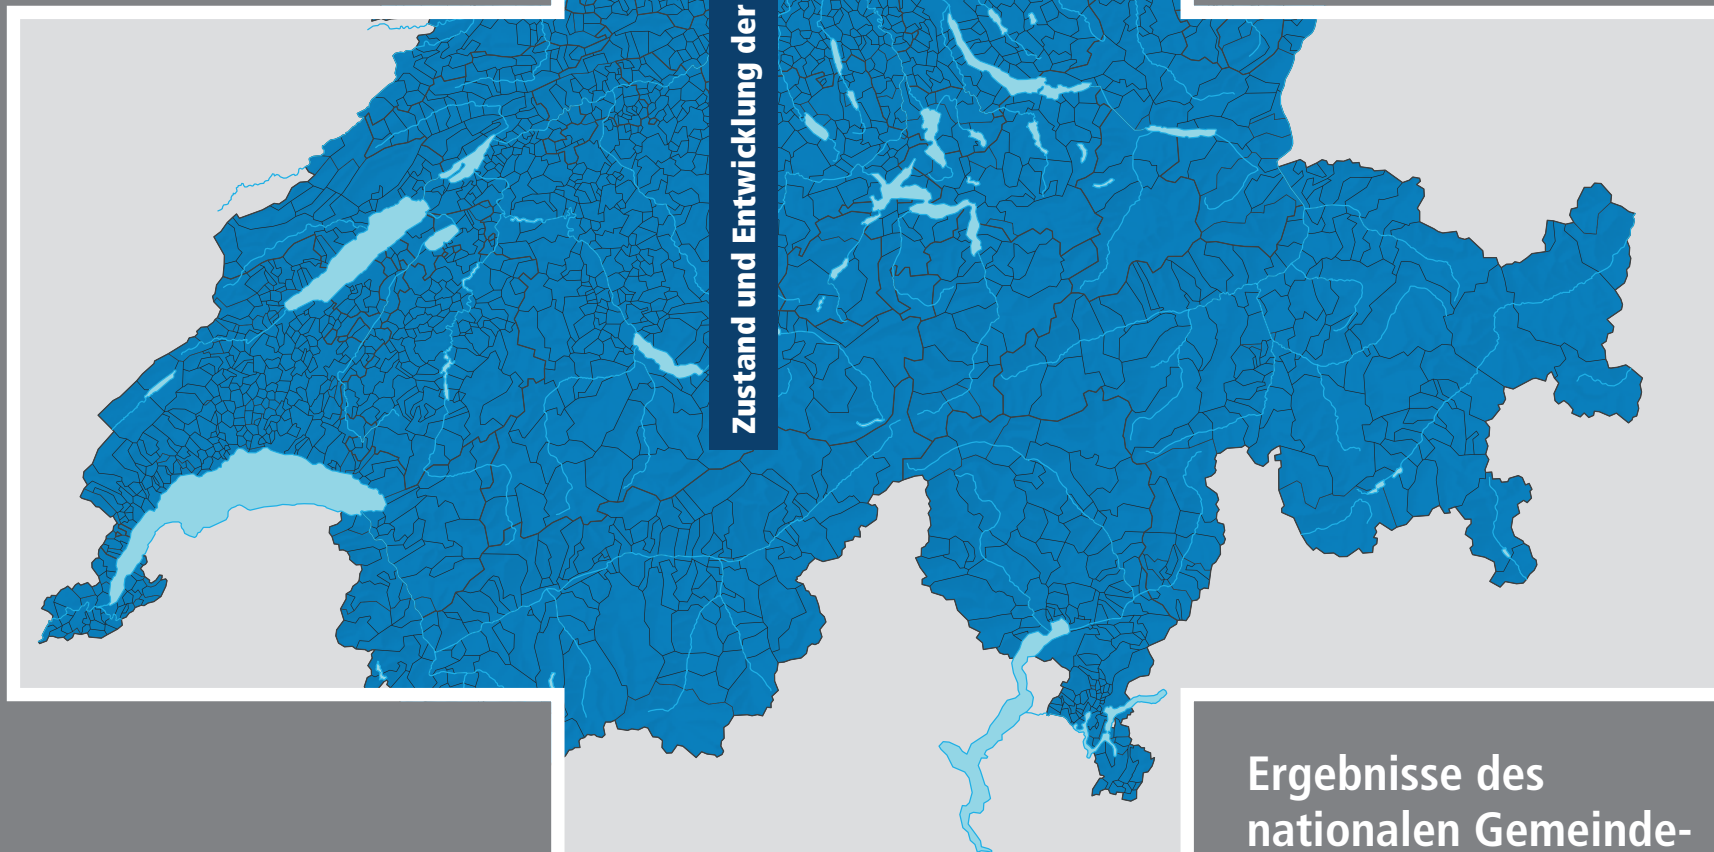 Zustand und Entwicklung der
Ergebnisse des
nationalen Gemeinde-